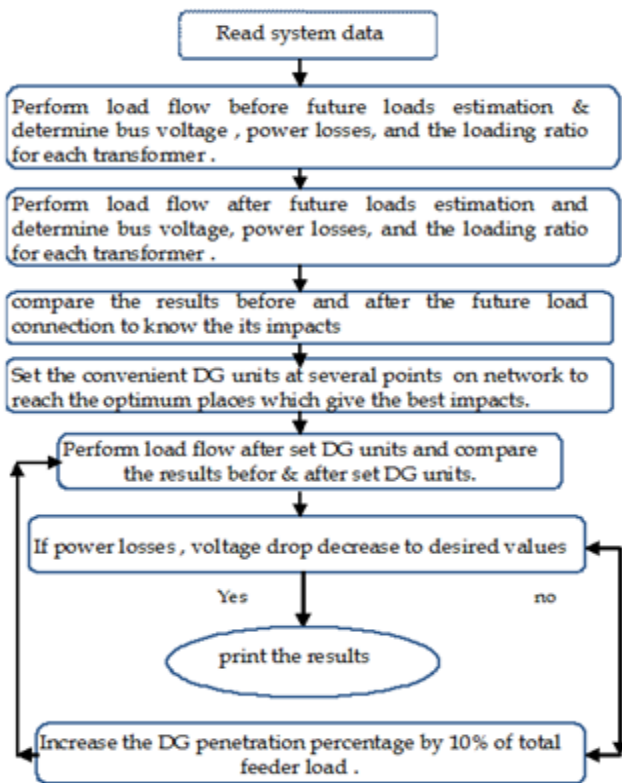 Read system data
Perform load flow before future loads estimation &
determine bus voltage , power losses, and the loading ratio
for each transformer .
Perform load flow after future loads estimation and
determine bus voltage, power losses, and the loading ratio
for each transformer .
compare the results before and after the future load
connection to know the its impacts
Set the convenient DG units at several points on network to
reach the optimum places which give the best impacts.
Perform load flow after set DG units and compare
the results befor & after set DG units.
If power losses , voltage drop decrease to desired values
Yes
no
print the results
Increase the DG penetration percentage by 10% of total
feeder load .